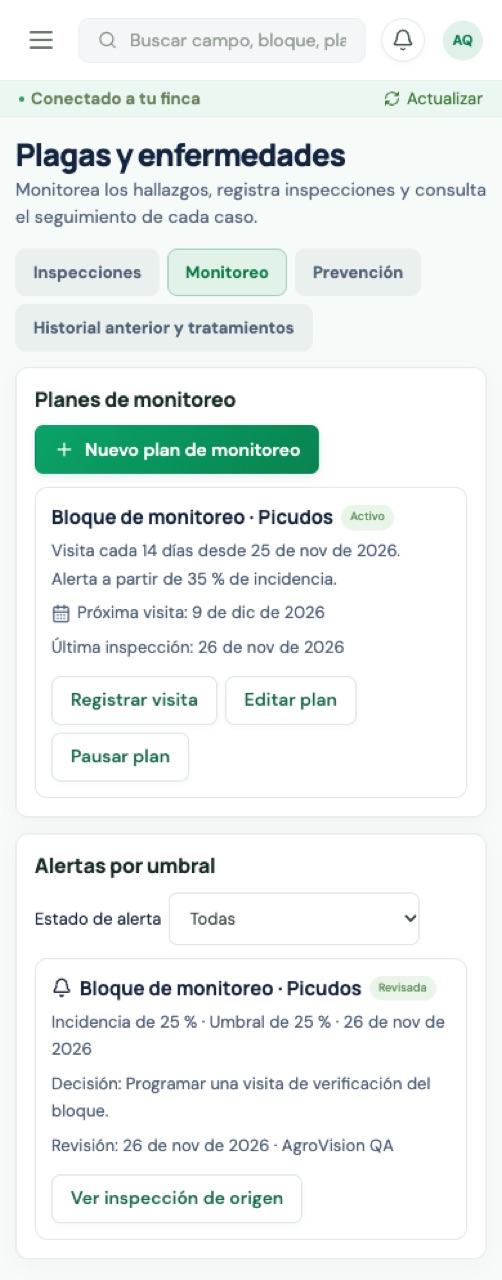 Buscar campo, bloque, pla
AQ
• Conectado a tu finca
Actualizar
Plagas y enfermedades
Monitorea los hallazgos, registra inspecciones y consulta
el seguimiento de cada caso.
Inspecciones
Monitoreo
Prevención
Historial anterior y tratamientos
Planes de monitoreo
+ Nuevo plan de monitoreo
Bloque de monitoreo · Picudos
Activo
Visita cada 14 días desde 25 de nov de 2026.
Alerta a partir de 35 % de incidencia.
Próxima visita: 9 de dic de 2026
Última inspección: 26 de nov de 2026
Registrar visita
Editar plan
Pausar plan
Alertas por umbral
Estado de alerta
Todas
Bloque de monitoreo · Picudos
Revisada
Incidencia de 25 % · Umbral de 25 % · 26 de nov de
2026
Decisión: Programar una visita de verificación del
bloque.
Revisión: 26 de nov de 2026 · AgroVision QA
Ver inspección de origen